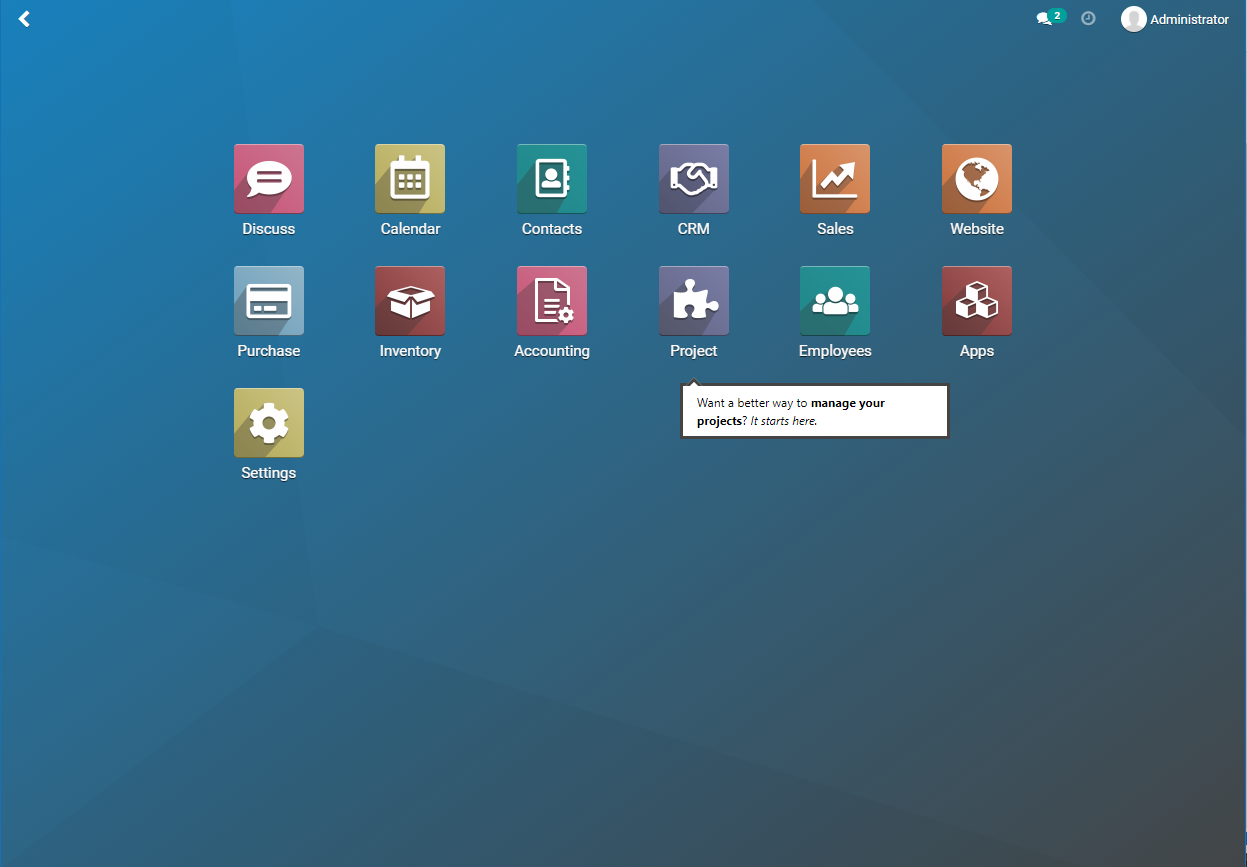 2
Administrator
Discuss
Calendar
Contacts
CRM
Sales
Website
Purchase
Inventory
Accounting
Project
Employees
Apps
Want a better way to manage your
projects? It starts here.
Settings